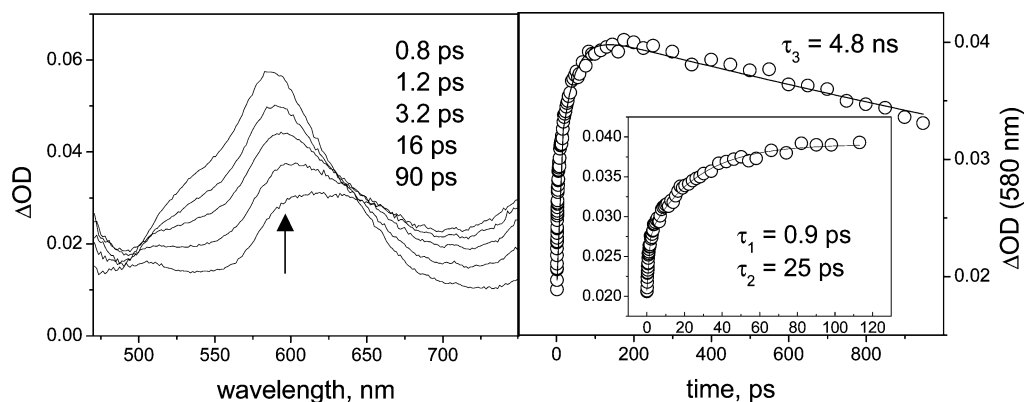 0.06
0.04
0.02
0.00
ΔOD
500
550
600
650
700
wavelength, nm
0.8 ps
1.2 ps
3.2 ps
16 ps
90 ps
τ3 = 4.8 ns
0.04
0.03
0.02
ΔOD (580 nm)
0
200
400
600
800
time, ps
0.040
0.035
0.030
0.025
0.020
τ1 = 0.9 ps
τ2 = 25 ps
0
20
40
60
80
100
120